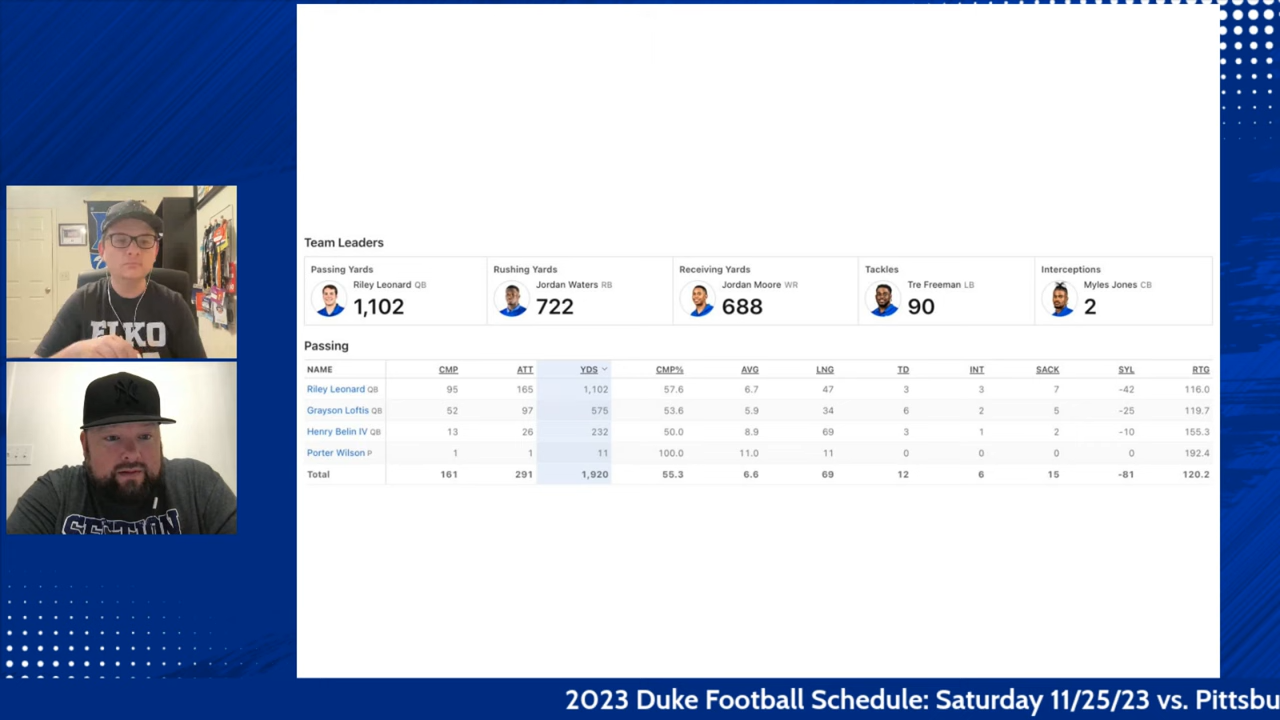 Team Leaders
Passing Yards
Riley Leonard QB
1,102
Rushing Yards
Jordan Waters RB
722
Receiving Yards
Jordan Moore WR
688
Tackles
Tre Freeman LB
90
Interceptions
Myles Jones CB
2
Passing
NAME CMP ATT YDS CMP% AVG LNG TD INT SACK SYL RTG
Riley Leonard QB 95 165 1,102 57.6 6.7 47 3 3 7 -42 116.0
Grayson Loftis QB 52 97 575 53.6 5.9 34 6 2 5 -25 119.7
Henry Belin IV QB 13 26 232 50.0 8.9 69 3 1 2 -10 155.3
Porter Wilson P 1 1 11 100.0 11.0 11 0 0 0 0 192.4
Total 161 291 1,920 55.3 6.6 69 12 6 15 -81 120.2
ELKO
SECTION
2023 Duke Football Schedule: Saturday 11/25/23 vs. Pittsbu